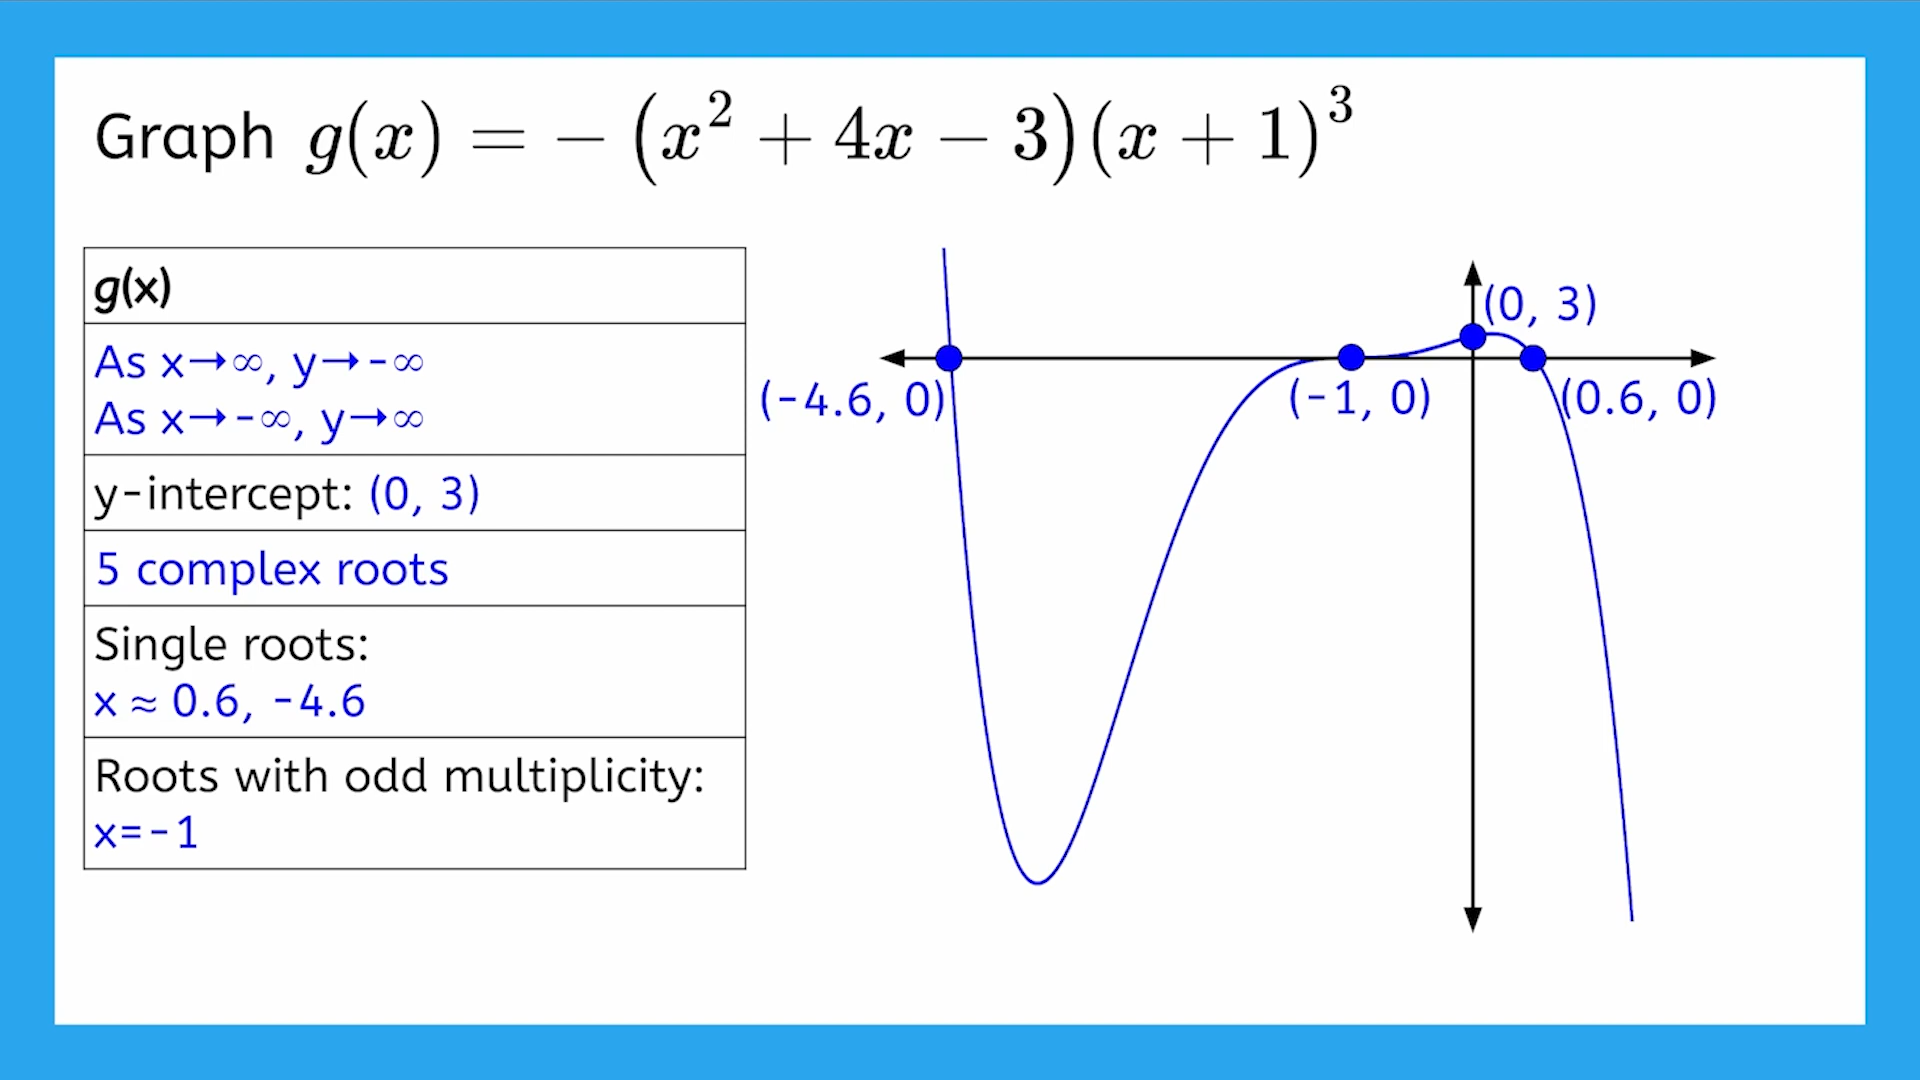 Graph g(x) = −(x² + 4x − 3)(x + 1)³
g(x)
As x→∞, y→-∞
As x→-∞, y→∞
y-intercept: (0, 3)
5 complex roots
Single roots:
x ≈ 0.6, -4.6
Roots with odd multiplicity:
x=-1
(0, 3)
(-4.6, 0)
(-1, 0)
(0.6, 0)